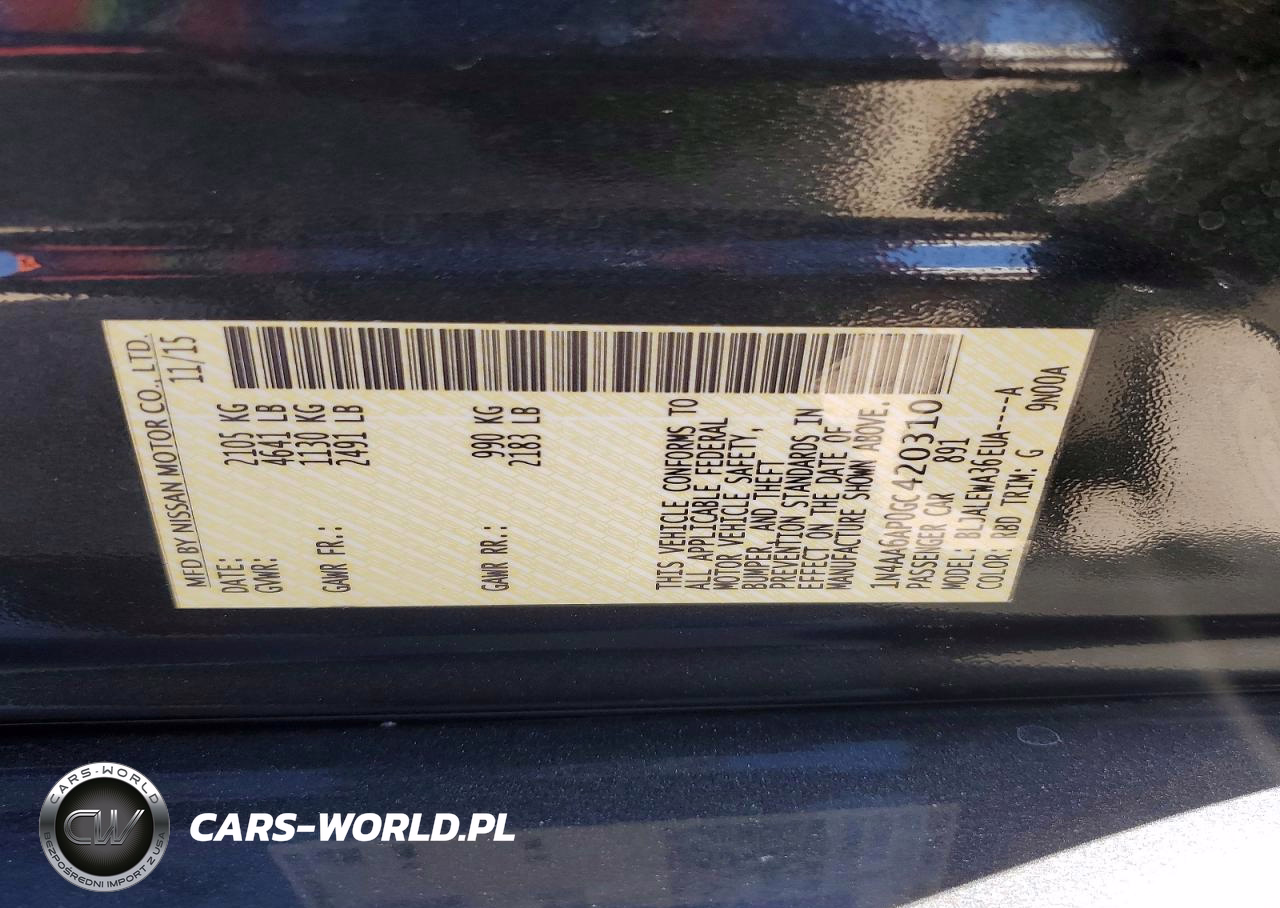 MED BY NISSAN MOTOR CO., LTD.
DATE: 11/15
GVWR: 2105 KG
4641 LB
GAWR FR.: 1130 KG
2491 LB
GAWR RR.: 990 KG
2183 LB
THIS VEHICLE CONFORMS TO
ALL APPLICABLE FEDERAL
MOTOR VEHICLE SAFETY,
BUMPER, AND THEFT
PREVENTION STANDARDS IN
EFFECT ON THE DATE OF
MANUFACTURE SHOWN ABOVE.
1N4AA6AP0GC420310
PASSENGER CAR 891
MODEL: BLJALEWA36EUA----A
COLOR: RBD TRIM: G 9N00A
CARS-WORLD
CW
BEZPOŚREDNI IMPORT Z USA
CARS-WORLD.PL